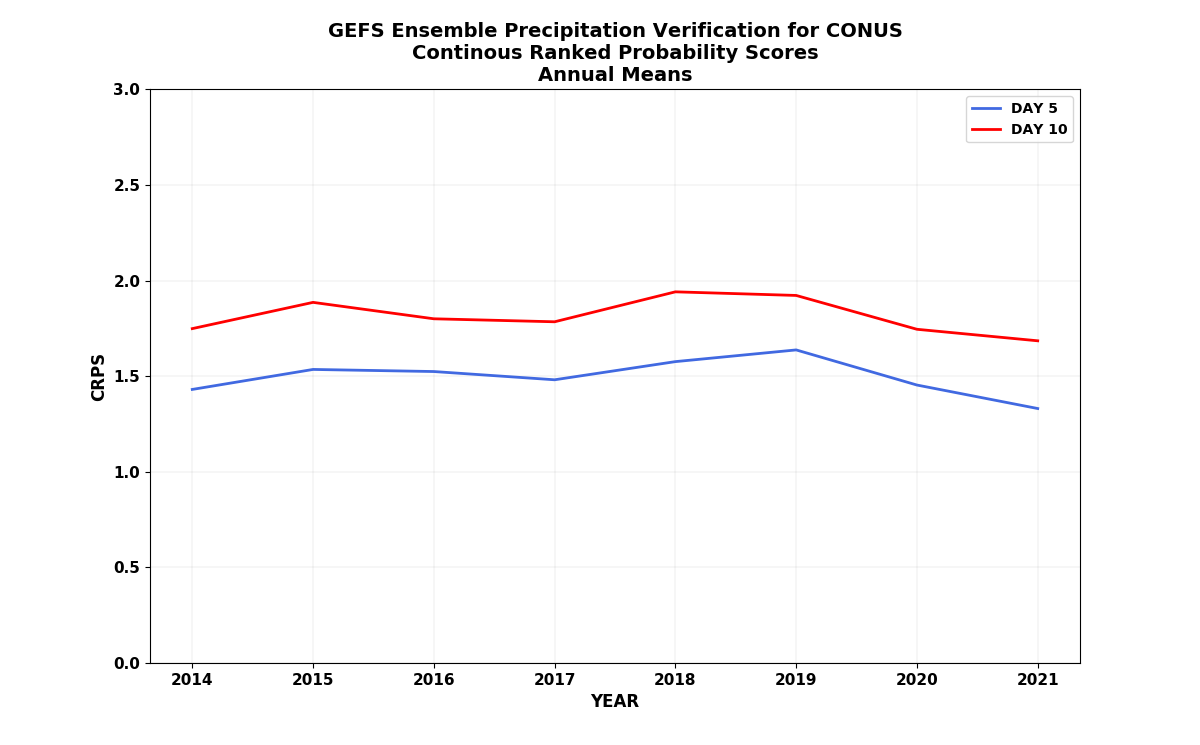 GEFS Ensemble Precipitation Verification for CONUS
Continous Ranked Probability Scores
Annual Means
DAY 5
DAY 10
3.0
2.5
2.0
1.5
1.0
0.5
0.0
CRPS
2014 2015 2016 2017 2018 2019 2020 2021
YEAR